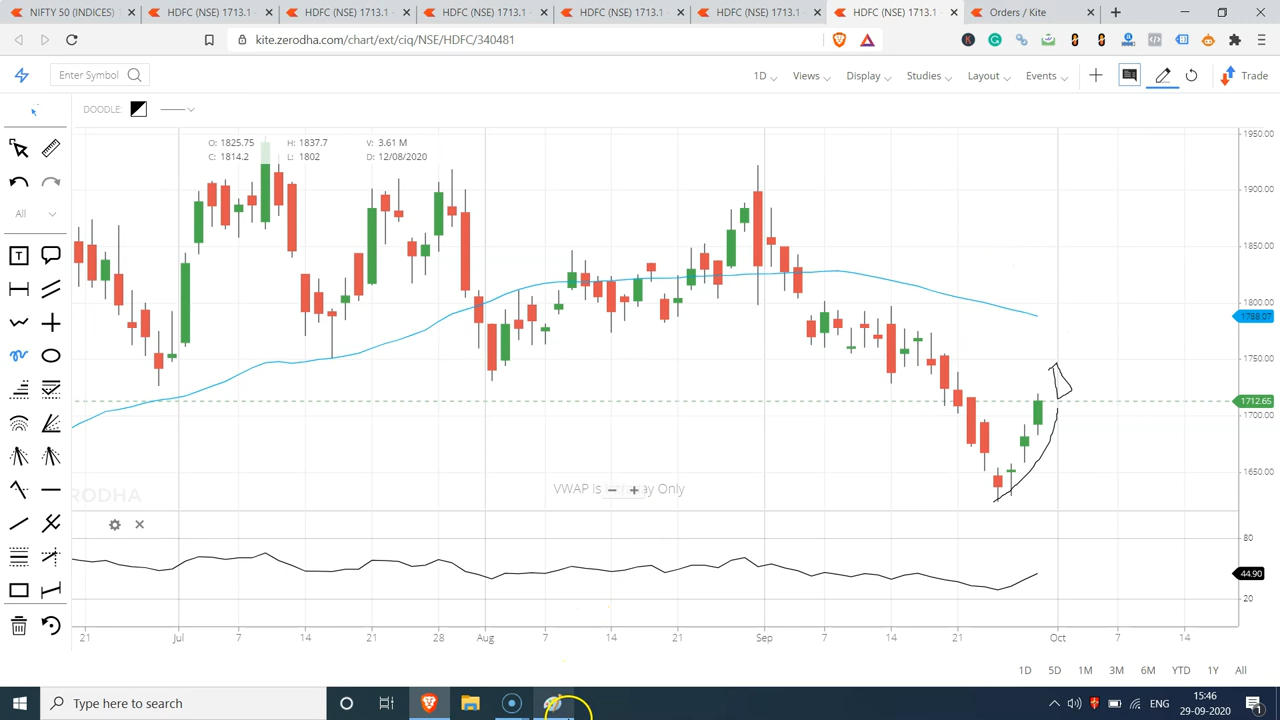 NIFTY 50 (INDICES)
HDFC (NSE) 1713.1
HDFC (NSE) 1713.1
HDFC (NSE) 1713.1
HDFC (NSE) 1713.1
HDFC (NSE) 1713.1
HDFC (NSE) 1713.1
Orders / Kite
kite.zerodha.com/chart/ext/ciq/NSE/HDFC/340481
Enter Symbol
1D Views Display Studies Layout Events Trade
DOODLE:
O: 1825.75 H: 1837.7 V: 3.61 M
C: 1814.2 L: 1802 D: 12/08/2020
All
T
1950.00
1900.00
1850.00
1800.00
1788.07
1750.00
1712.65
1700.00
1650.00
VWAP Is ay Only
80
44.90
20
21 Jul 7 14 21 28 Aug 7 14 21 Sep 7 14 21 Oct 7 14
1D 5D 1M 3M 6M YTD 1Y All
Type here to search
ENG
15:46
29-09-2020
1